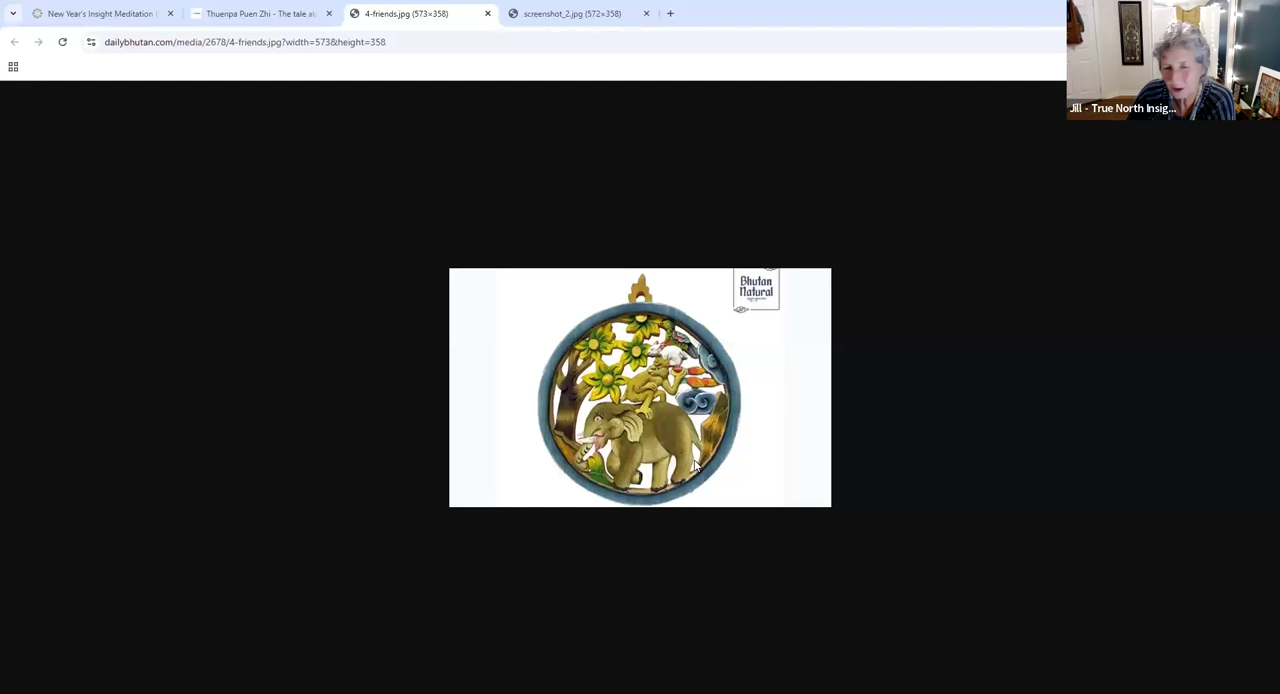 New Year's Insight Meditation
Thuenpa Puen Zhi - The tale a
4-friends.jpg (573×358)
screenshot_2.jpg (572×358)
dailybhutan.com/media/2678/4-friends.jpg?width=573&height=358
Jill - True North Insig...
Bhutan
Natural